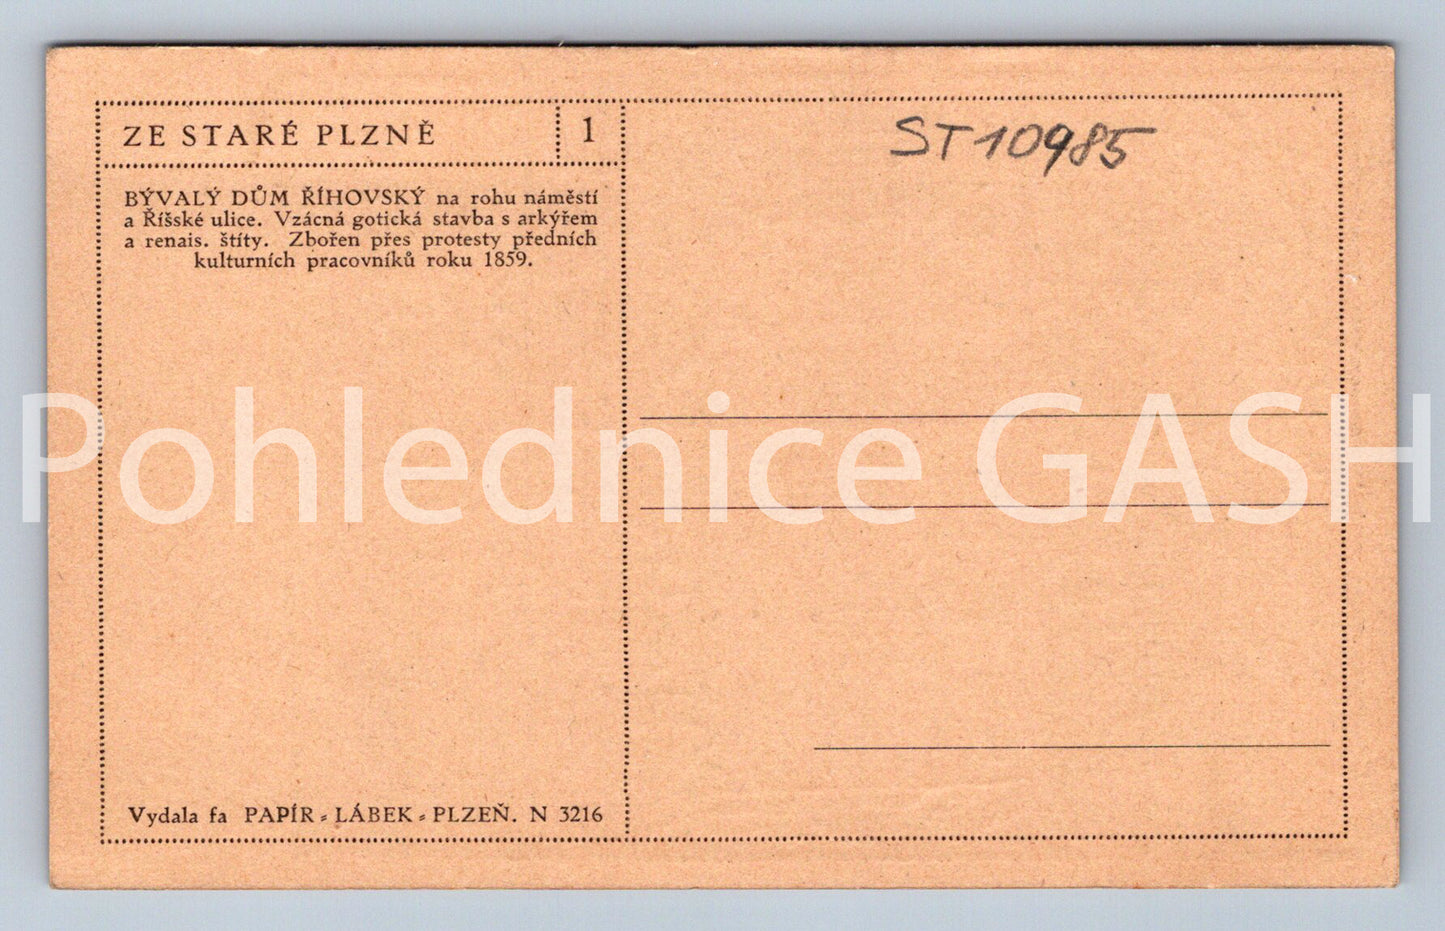 ZE STARÉ PLZNĚ
1
BÝVALÝ DŮM ŘÍHOVSKÝ na rohu náměstí
a Říšské ulice. Vzácná gotická stavba s arkýřem
a renais. štíty. Zbořen přes protesty předních
kulturních pracovníků roku 1859.
ST10985
Pohlednice GASH
Vydala fa PAPÍR-LÁBEK-PLZEŇ. N 3216